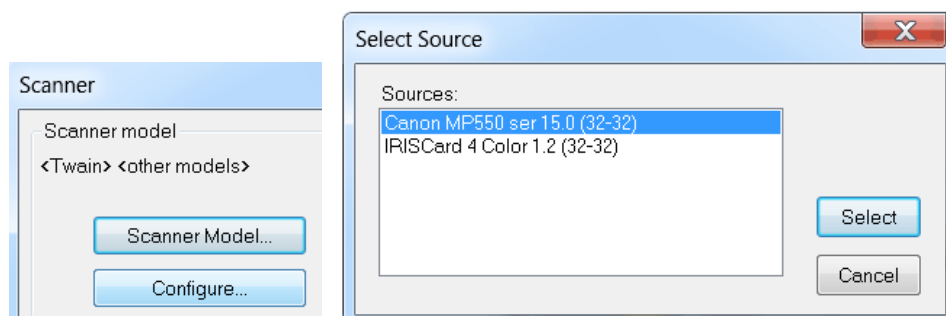 Scanner
Scanner model
<Twain> <other models>
Scanner Model...
Configure...
Select Source
Sources:
Canon MP550 ser 15.0 (32-32)
IRISCard 4 Color 1.2 (32-32)
Select
Cancel